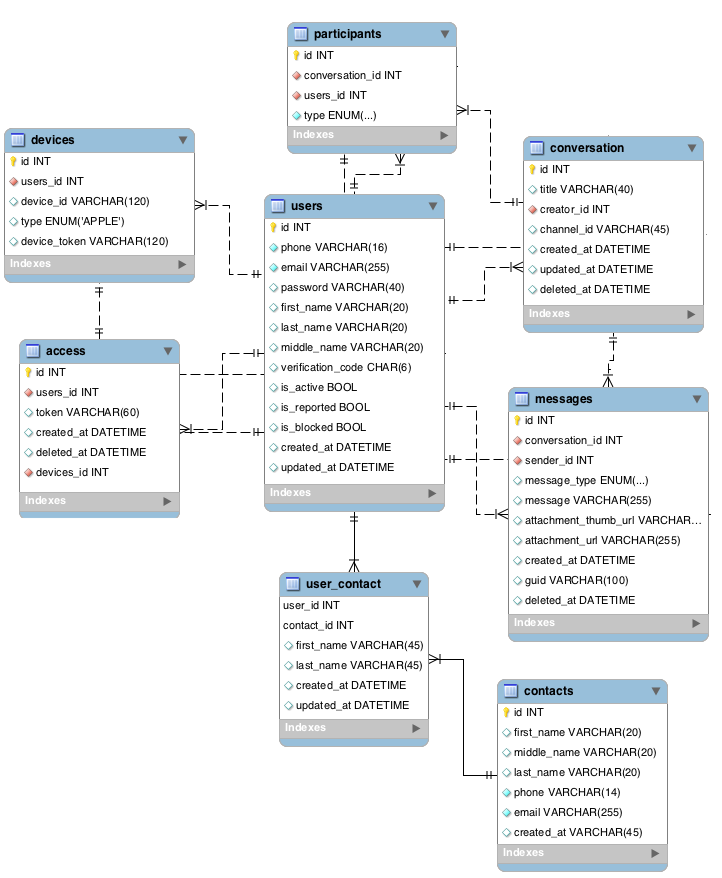 participants
id INT
conversation_id INT
users_id INT
type ENUM(...)
Indexes
devices
id INT
users_id INT
device_id VARCHAR(120)
type ENUM('APPLE')
device_token VARCHAR(120)
Indexes
conversation
id INT
title VARCHAR(40)
creator_id INT
channel_id VARCHAR(45)
created_at DATETIME
updated_at DATETIME
deleted_at DATETIME
Indexes
users
id INT
phone VARCHAR(16)
email VARCHAR(255)
password VARCHAR(40)
first_name VARCHAR(20)
last_name VARCHAR(20)
middle_name VARCHAR(20)
verification_code CHAR(6)
is_active BOOL
is_reported BOOL
is_blocked BOOL
created_at DATETIME
updated_at DATETIME
Indexes
access
id INT
users_id INT
token VARCHAR(60)
created_at DATETIME
deleted_at DATETIME
devices_id INT
Indexes
messages
id INT
conversation_id INT
sender_id INT
message_type ENUM(...)
message VARCHAR(255)
attachment_thumb_url VARCHAR...
attachment_url VARCHAR(255)
created_at DATETIME
guid VARCHAR(100)
deleted_at DATETIME
Indexes
user_contact
user_id INT
contact_id INT
first_name VARCHAR(45)
last_name VARCHAR(45)
created_at DATETIME
updated_at DATETIME
Indexes
contacts
id INT
first_name VARCHAR(20)
middle_name VARCHAR(20)
last_name VARCHAR(20)
phone VARCHAR(14)
email VARCHAR(255)
created_at VARCHAR(45)
Indexes